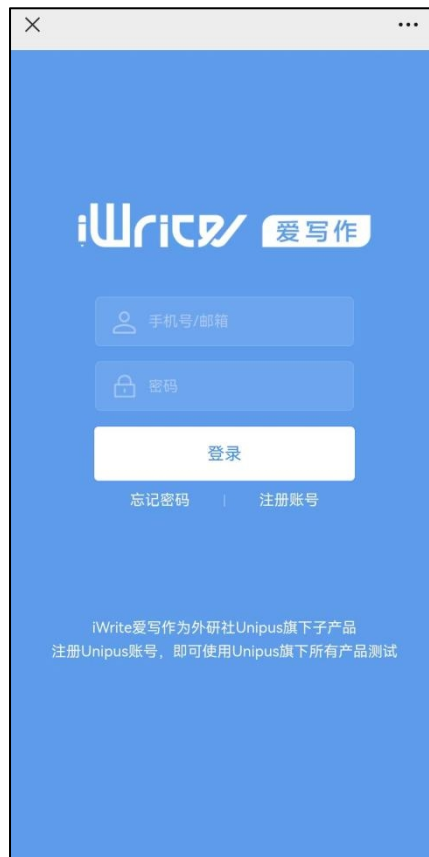 iWrite 爱写作
手机号/邮箱
密码
登录
忘记密码 | 注册账号
iWrite爱写作为外研社Unipus旗下子产品
注册Unipus账号，即可使用Unipus旗下所有产品测试